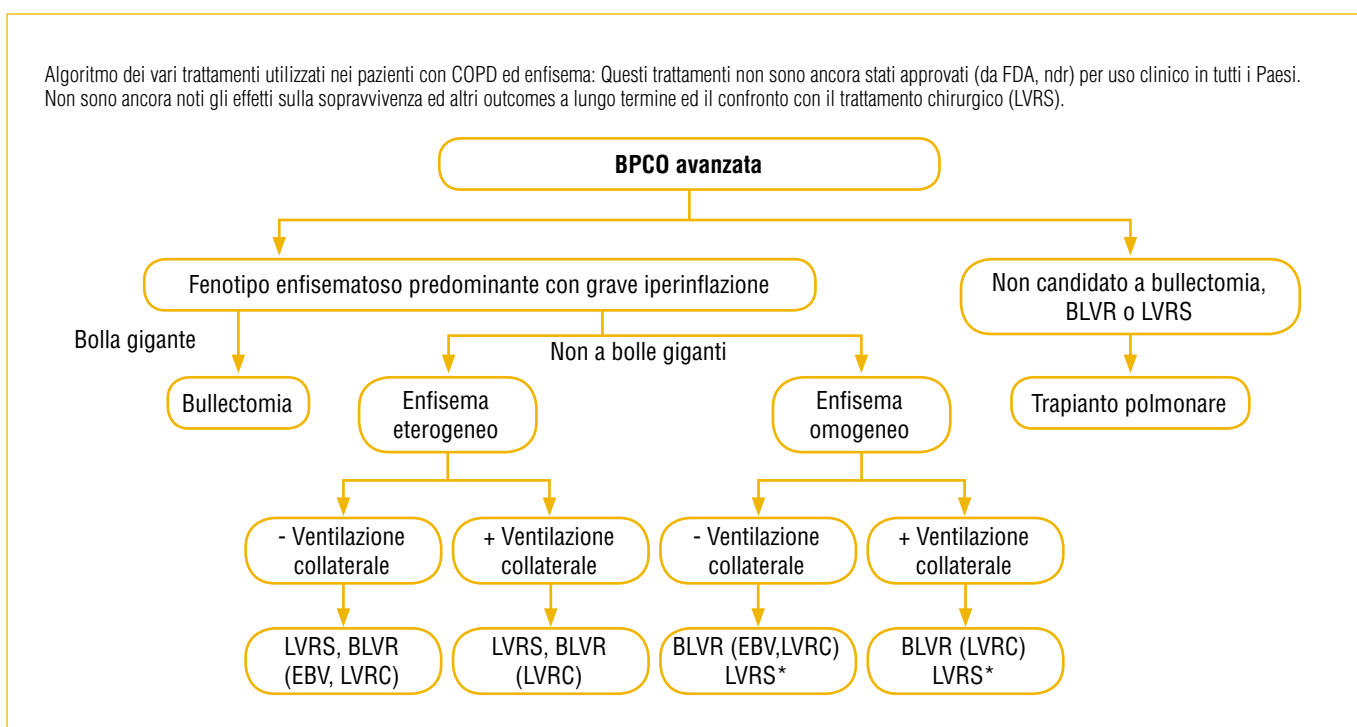 Algoritmo dei vari trattamenti utilizzati nei pazienti con COPD ed enfisema: Questi trattamenti non sono ancora stati approvati (da FDA, ndr) per uso clinico in tutti i Paesi.
Non sono ancora noti gli effetti sulla sopravvivenza ed altri outcomes a lungo termine ed il confronto con il trattamento chirurgico (LVRS).
BPCO avanzata
Fenotipo enfisematoso predominante con grave iperinflazione
Non candidato a bullectomia,
BLVR o LVRS
Bolla gigante
Non a bolle giganti
Bullectomia
Enfisema
eterogeneo
Enfisema
omogeneo
Trapianto polmonare
- Ventilazione
collaterale
+ Ventilazione
collaterale
- Ventilazione
collaterale
+ Ventilazione
collaterale
LVRS, BLVR
(EBV, LVRC)
LVRS, BLVR
(LVRC)
BLVR (EBV,LVRC)
LVRS*
BLVR (LVRC)
LVRS*